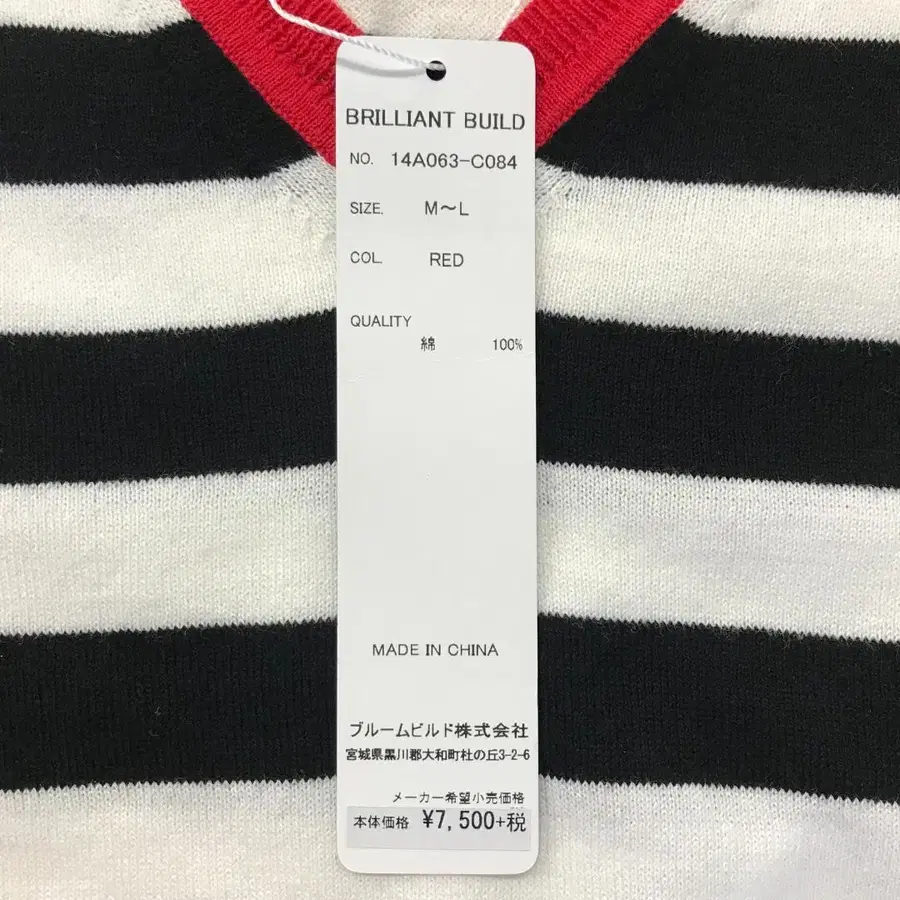 BRILLIANT BUILD
NO. 14A063-C084
SIZE. M～L
COL. RED
QUALITY
綿 100%
MADE IN CHINA
ブルームビルド株式会社
宮城県黒川郡大和町杜の丘3-2-6
メーカー希望小売価格
本体価格 ¥7,500+税